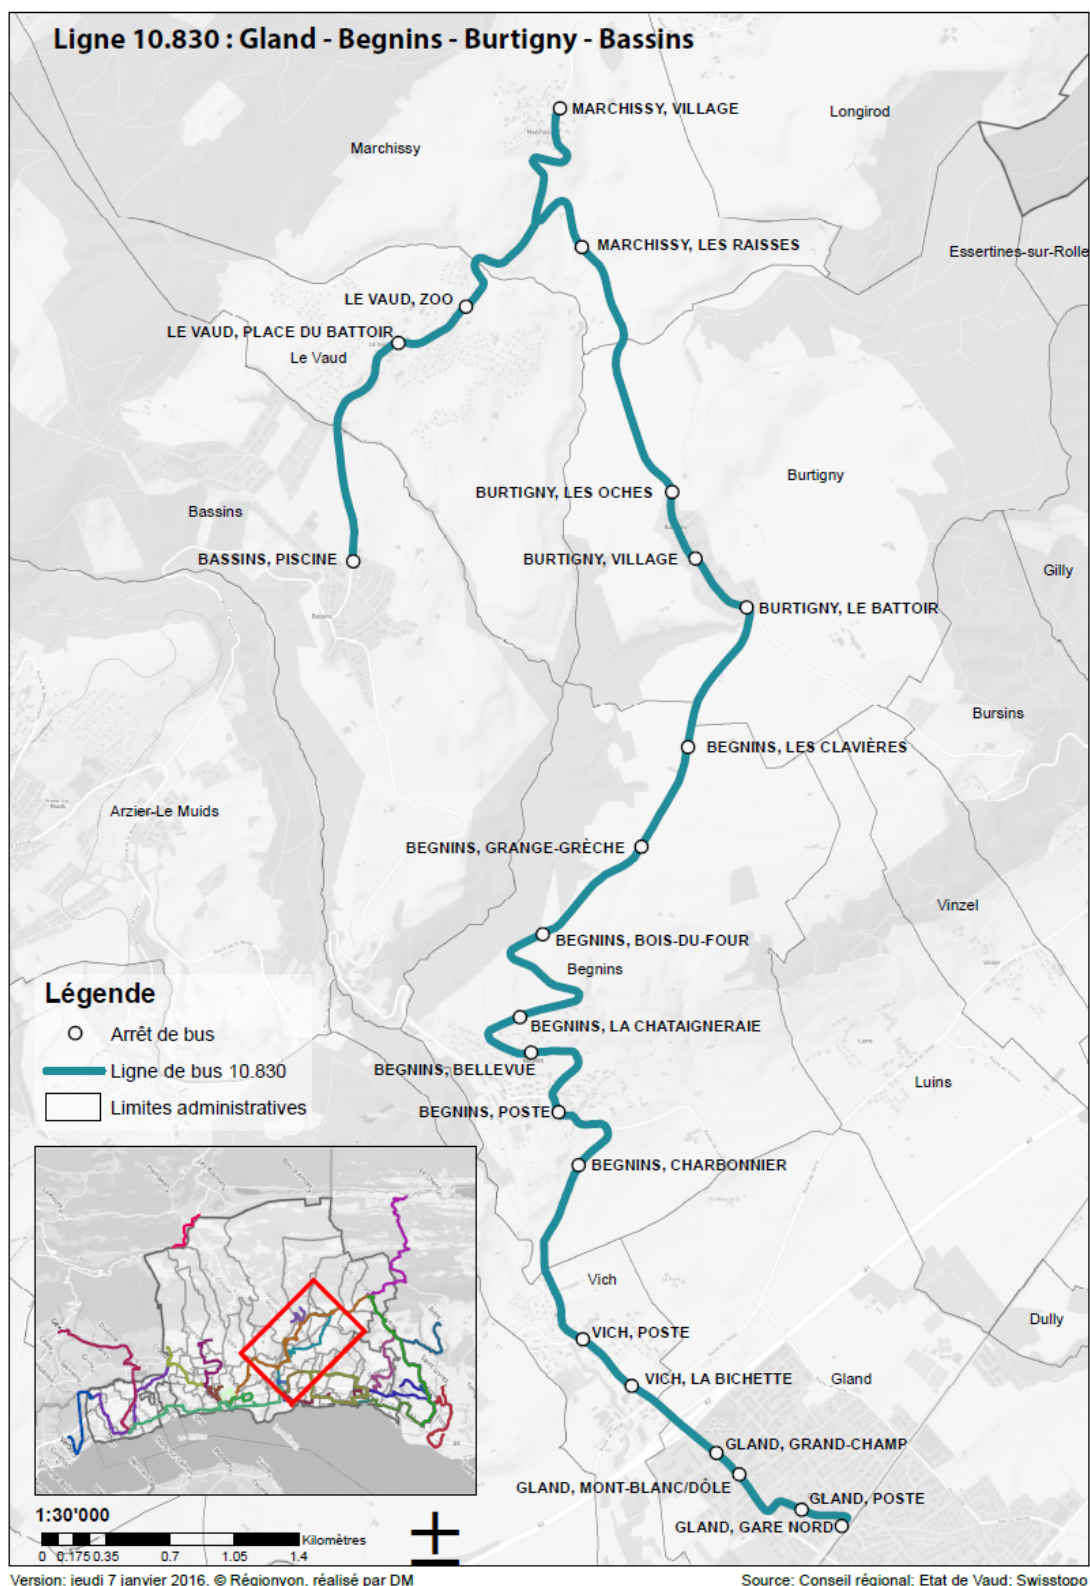 Ligne 10.830 : Gland - Begnins - Burtigny - Bassins
MARCHISSY, VILLAGE
Longirod
Marchissy
MARCHISSY, LES RAISSES
Essertines-sur-Rolle
LE VAUD, ZOO
LE VAUD, PLACE DU BATTOIR
Le Vaud
Burtigny
BURTIGNY, LES OCHES
Bassins
BASSINS, PISCINE
BURTIGNY, VILLAGE
Gilly
BURTIGNY, LE BATTOIR
Bassins
Bursins
BEGNINS, LES CLAVIÈRES
Arzier-Le Muids
BEGNINS, GRANGE-GRÈCHE
Vinzel
BEGNINS, BOIS-DU-FOUR
Begnins
Légende
Arrêt de bus
Ligne de bus 10.830
Limites administratives
BEGNINS, LA CHATAIGNERAIE
BEGNINS, BELLEVUE
Luins
BEGNINS, POSTE
BEGNINS, CHARBONNIER
Vich
Dully
VICH, POSTE
VICH, LA BICHETTE
Gland
GLAND, GRAND-CHAMP
GLAND, MONT-BLANC/DÔLE
GLAND, POSTE
GLAND, GARE NORD
1:30'000
Kilomètres
0 0.175 0.35 0.7 1.05 1.4
Version: jeudi 7 janvier 2016, © Régionyon, réalisé par DM
Source: Conseil régional; Etat de Vaud; Swisstopo